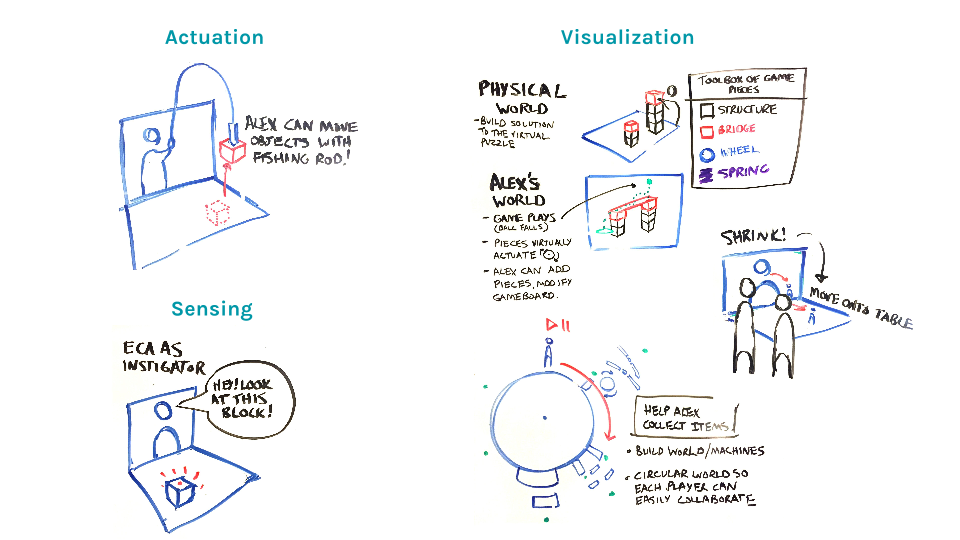 Actuation
ALEX CAN MOVE
OBJECTS WITH
FISHING ROD!
Sensing
ECA AS
INSTIGATOR
HEY! LOOK
AT THIS
BLOCK!
Visualization
PHYSICAL
WORLD
- BUILD SOLUTION
TO THE VIRTUAL
PUZZLE
TOOLBOX OF GAME
PIECES
STRUCTURE
BRIDGE
WHEEL
SPRING
ALEX'S
WORLD
- GAME PLAYS
(BALL FALLS)
- PIECES VIRTUALLY
ACTUATE
- ALEX CAN ADD
PIECES, MODIFY
GAMEBOARD.
SHRINK!
MOVE ONTO TABLE
HELP ALEX
COLLECT ITEMS!
• BUILD WORLD/MACHINES
• CIRCULAR WORLD SO
EACH PLAYER CAN
EASILY COLLABORATE